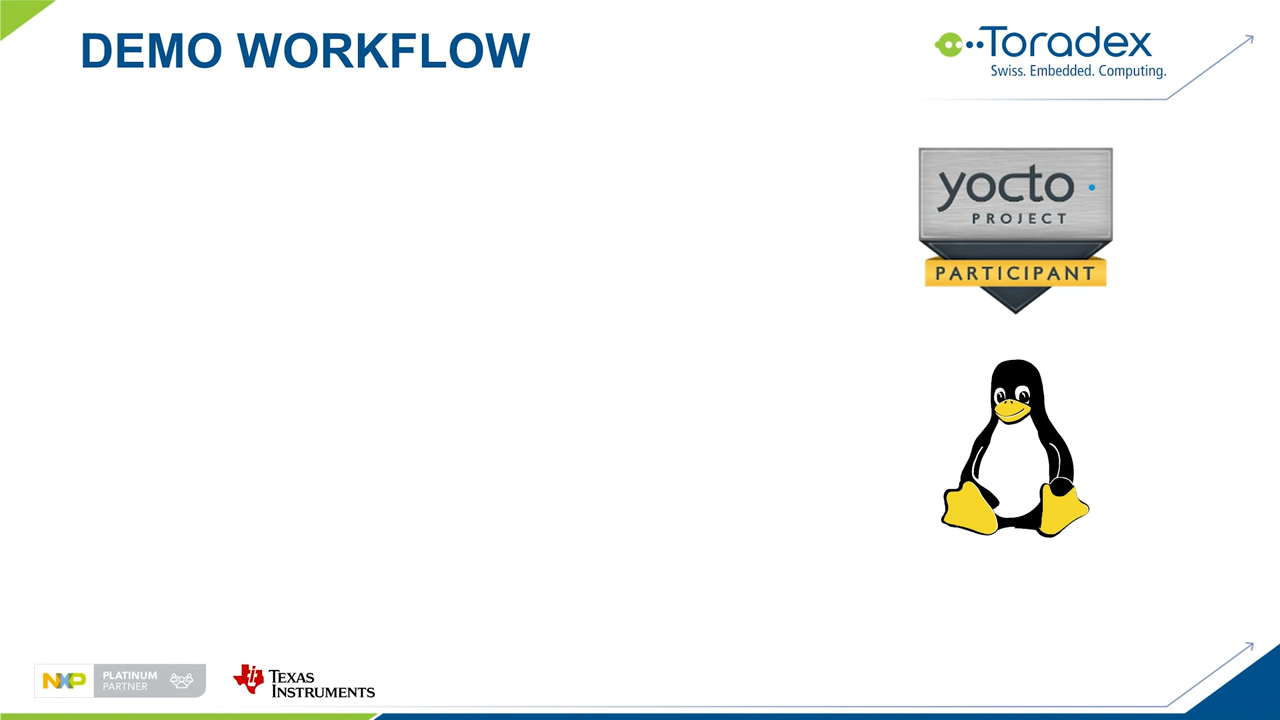 DEMO WORKFLOW
Toradex
Swiss. Embedded. Computing.
yocto
PROJECT
PARTICIPANT
NXP
PLATINUM
PARTNER
TEXAS
INSTRUMENTS